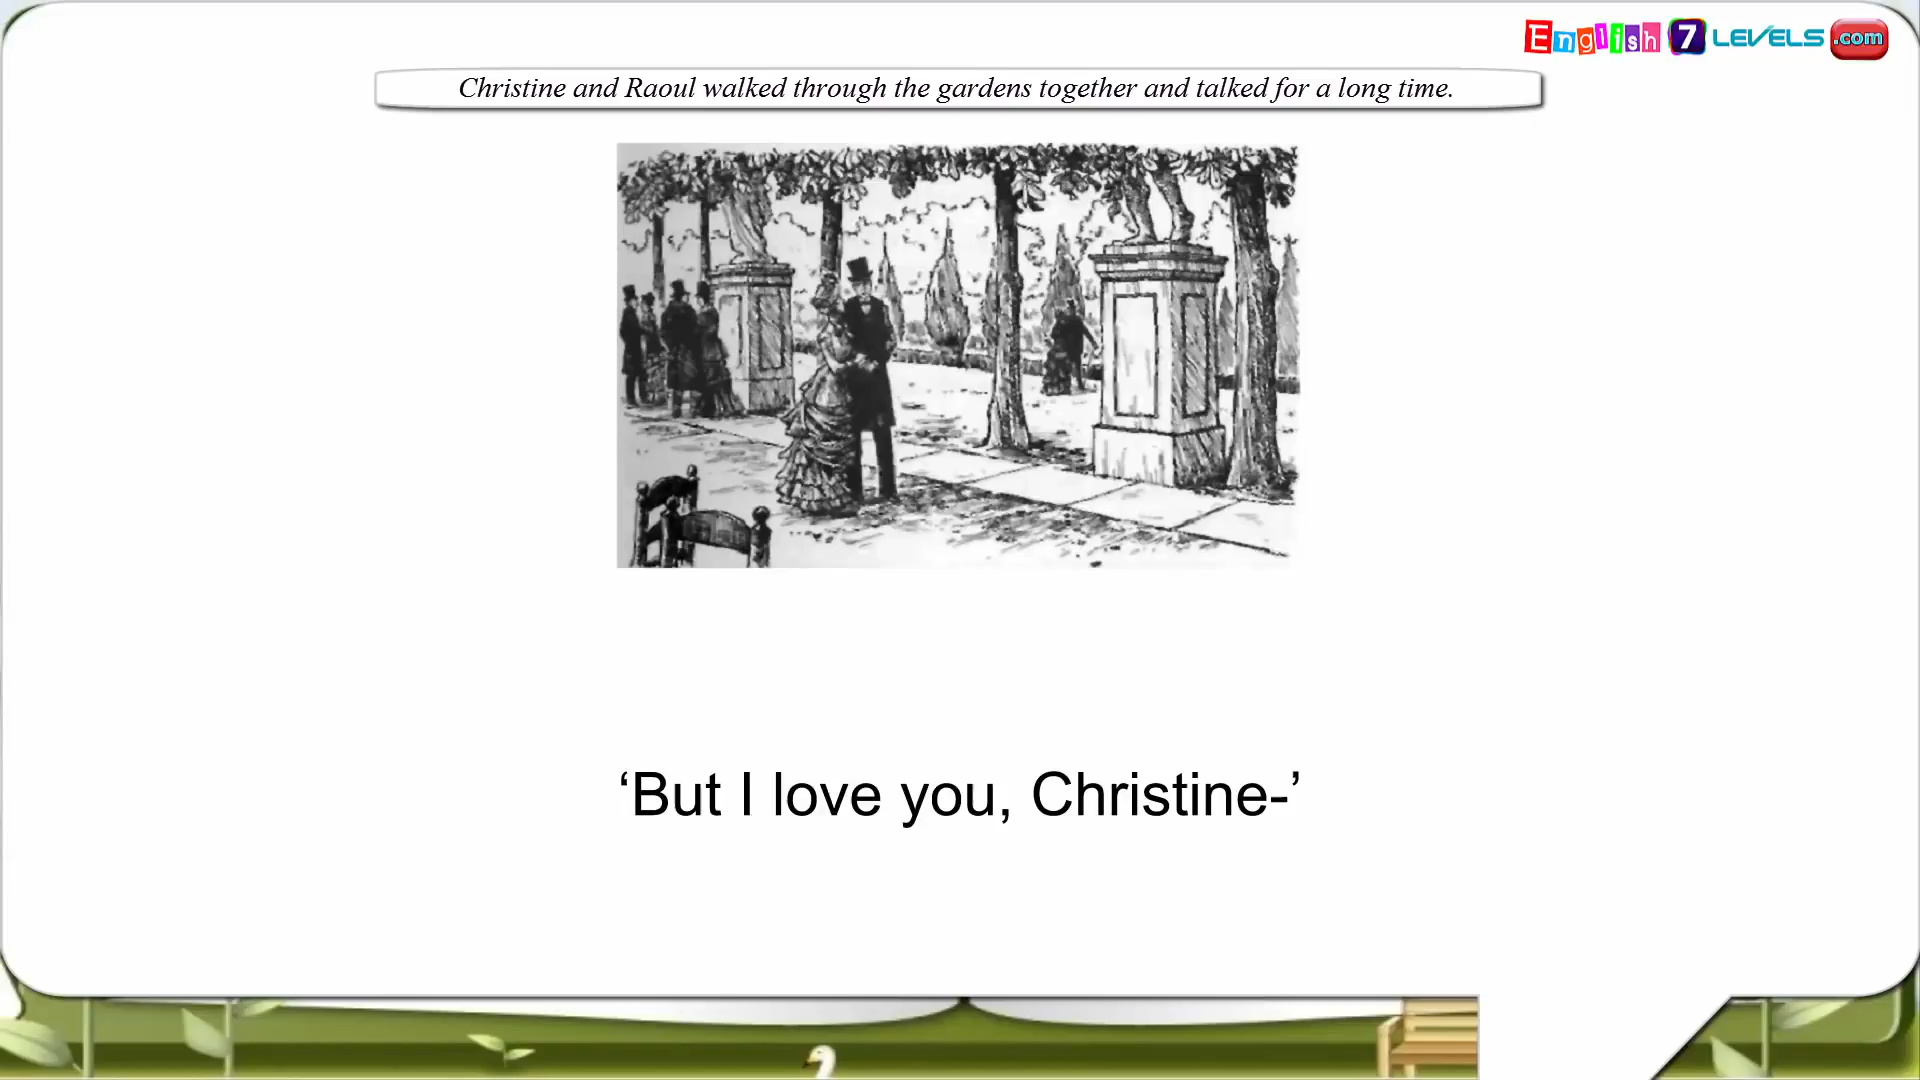 English 7 LEVELS .com
Christine and Raoul walked through the gardens together and talked for a long time.
‘But I love you, Christine-’